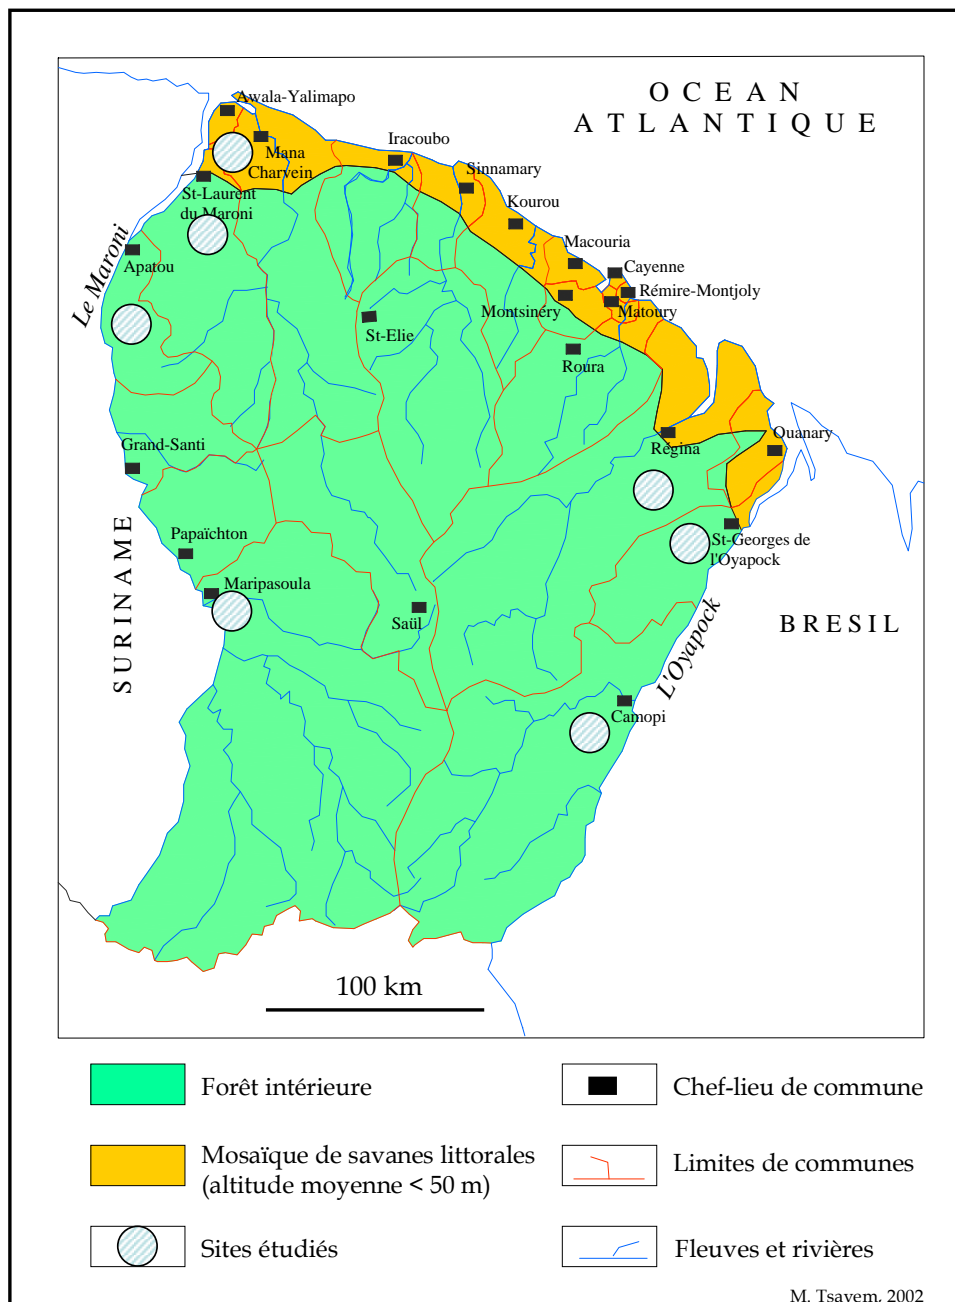 OCEAN
ATLANTIQUE
Awala-Yalimapo
Mana
Charvein
Iracoubo
Sinnamary
St-Laurent
du Maroni
Kourou
Le Maroni
Apatou
Macouria
Cayenne
Rémire-Montjoly
Montsinéry
Matoury
St-Elie
Roura
Grand-Santi
Régina
Ouanary
SURINAME
Papaïchton
St-Georges de
l'Oyapock
Maripasoula
Saül
BRESIL
L'Oyapock
Camopi
100 km
Forêt intérieure
Chef-lieu de commune
Mosaïque de savanes littorales
(altitude moyenne < 50 m)
Limites de communes
Sites étudiés
Fleuves et rivières
M. Tsayem, 2002